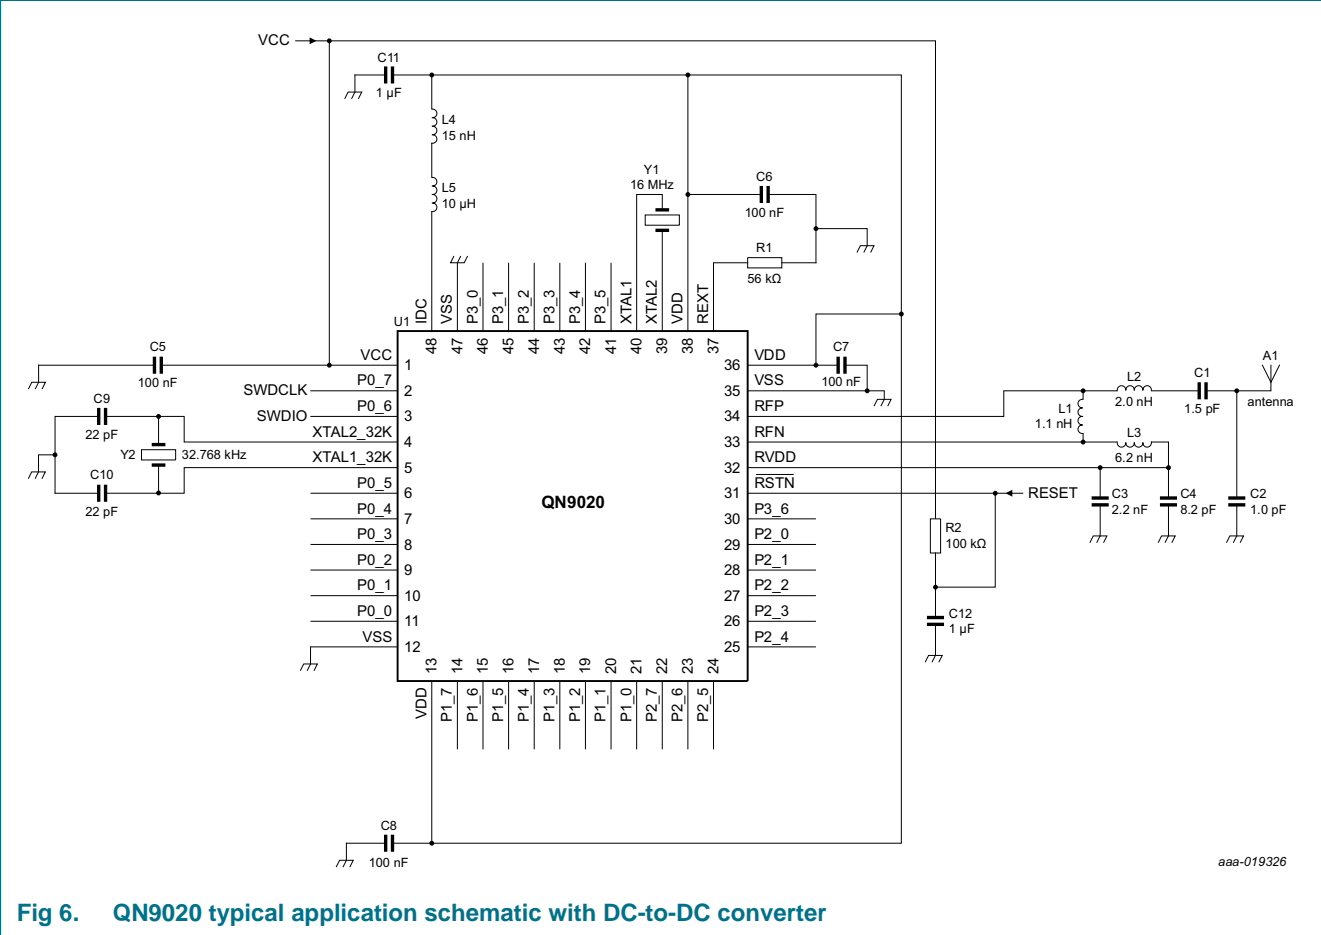 VCC
C11
1 µF
L4
15 nH
L5
10 µH
Y1
16 MHz
C6
100 nF
R1
56 kΩ
U1
IDC
VSS
P3_0
P3_1
P3_2
P3_3
P3_4
P3_5
XTAL1
XTAL2
VDD
REXT
48
47
46
45
44
43
42
41
40
39
38
37
C5
100 nF
VCC
1
SWDCLK
P0_7
2
SWDIO
P0_6
3
C9
22 pF
XTAL2_32K
4
Y2
32.768 kHz
XTAL1_32K
5
C10
22 pF
P0_5
6
P0_4
7
P0_3
8
P0_2
9
P0_1
10
P0_0
11
VSS
12
QN9020
36
VDD
C7
100 nF
35
VSS
34
RFP
33
RFN
32
RVDD
31
RSTN
RESET
30
P3_6
29
P2_0
28
P2_1
27
P2_2
26
P2_3
25
P2_4
L1
1.1 nH
L2
2.0 nH
C1
1.5 pF
A1
antenna
L3
6.2 nH
C3
2.2 nF
C4
8.2 pF
C2
1.0 pF
R2
100 kΩ
C12
1 µF
13
14
15
16
17
18
19
20
21
22
23
24
VDD
P1_7
P1_6
P1_5
P1_4
P1_3
P1_2
P1_1
P1_0
P2_7
P2_6
P2_5
C8
100 nF
aaa-019326
Fig 6. QN9020 typical application schematic with DC-to-DC converter